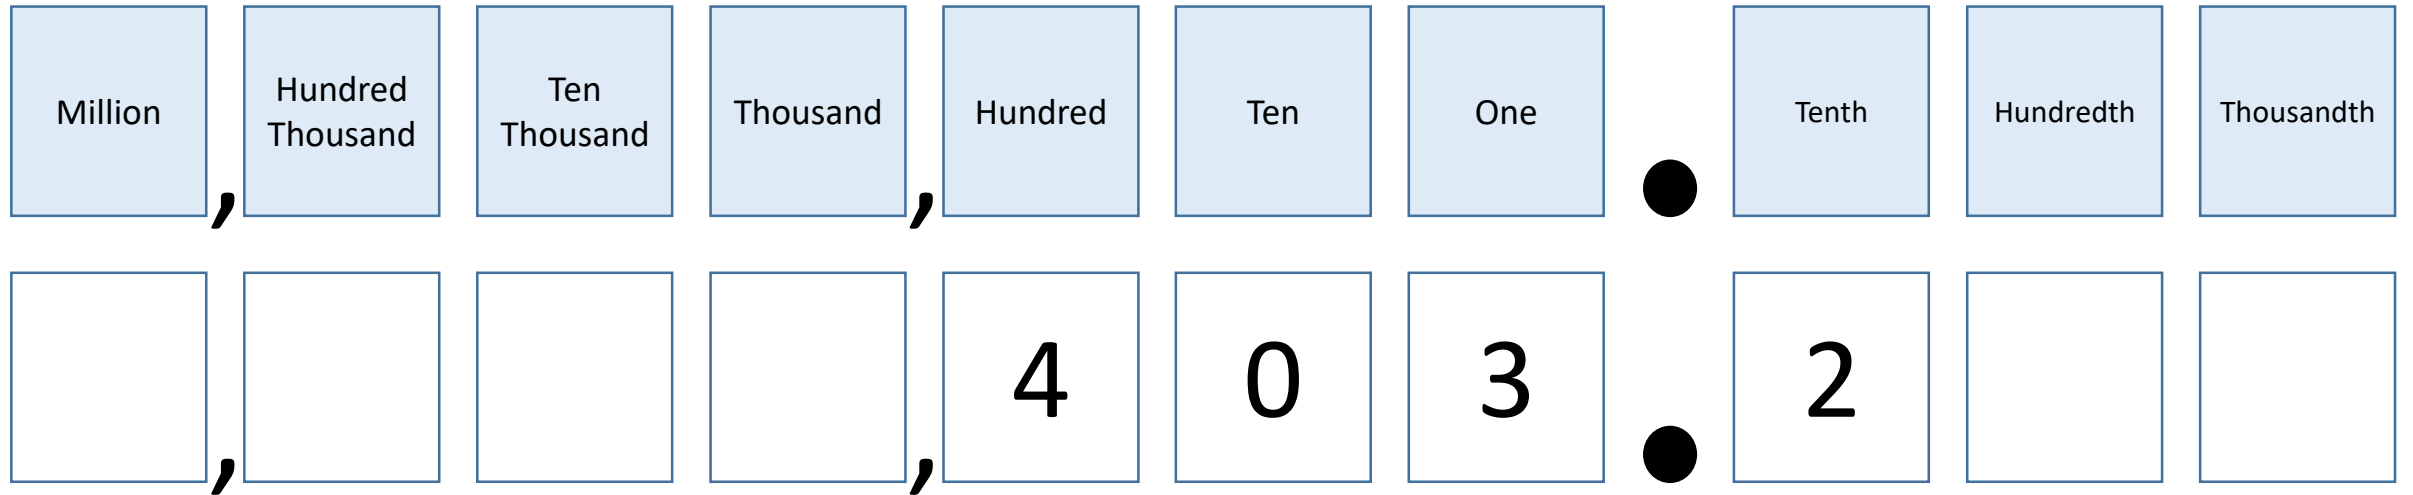 Million , Hundred Thousand Ten Thousand Thousand , Hundred Ten One . Tenth Hundredth Thousandth
, , 4 0 3 . 2